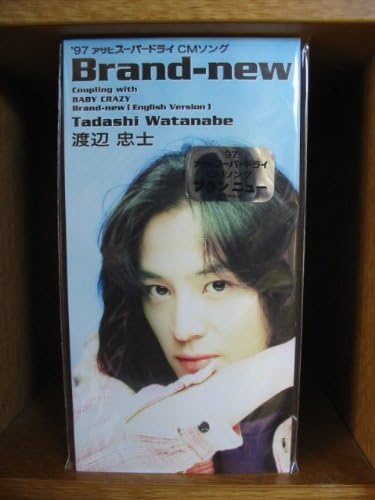 '97 アサヒスーパードライ CMソング
Brand-new
Coupling with
BABY CRAZY
Brand-new [ English Version ]
Tadashi Watanabe
渡辺 忠士
'97
アサヒスーパードライ
CMソング
ブラン ニュー